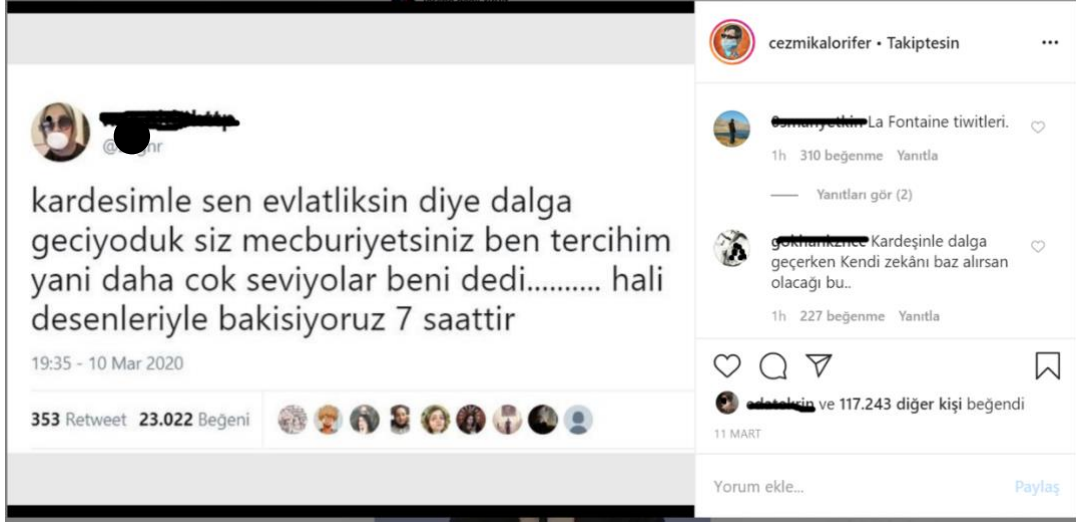 cezmikalorifer • Takiptesin
kardesimle sen evlatliksin diye dalga
geciyoduk siz mecburiyetsiniz ben tercihim
yani daha cok seviyolar beni dedi.......... hali
desenleriyle bakisiyoruz 7 saattir
19:35 - 10 Mar 2020
353 Retweet 23.022 Beğeni
La Fontaine tiwitleri.
1h 310 beğenme Yanıtla
Yanıtları gör (2)
Kardeşinle dalga
geçerken Kendi zekânı baz alırsan
olacağı bu..
1h 227 beğenme Yanıtla
ve 117.243 diğer kişi beğendi
11 MART
Yorum ekle... Paylaş